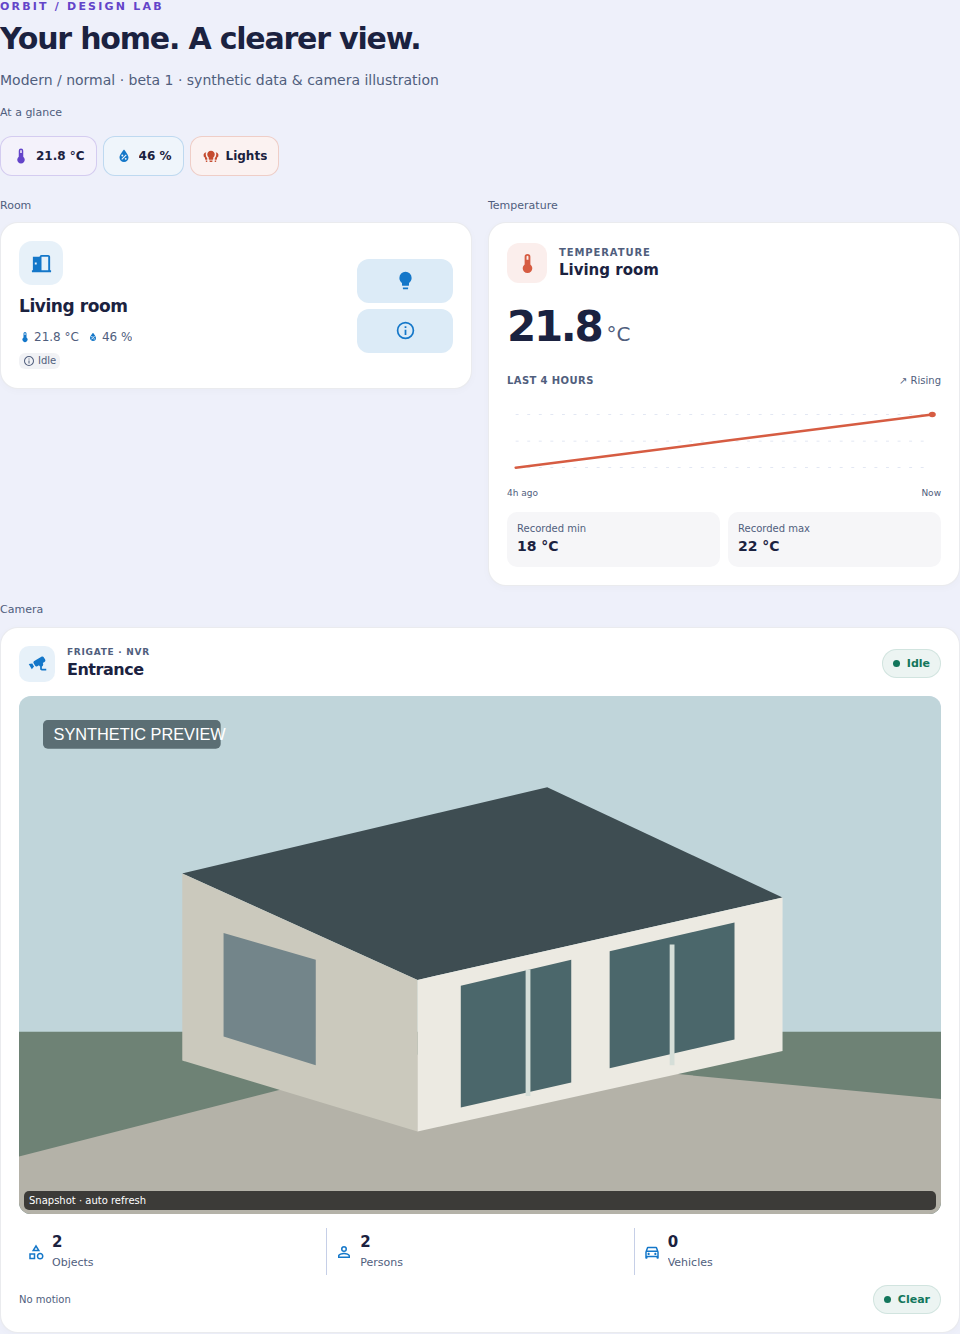 ORBIT / DESIGN LAB
Your home. A clearer view.
Modern / normal · beta 1 · synthetic data & camera illustration
At a glance
21.8 °C
46 %
Lights
Room
Living room
21.8 °C 46 %
Idle
Temperature
TEMPERATURE
Living room
21.8 °C
LAST 4 HOURS
↗ Rising
4h ago
Now
Recorded min
18 °C
Recorded max
22 °C
Camera
FRIGATE · NVR
Entrance
Idle
SYNTHETIC PREVIEW
Snapshot · auto refresh
2
Objects
2
Persons
0
Vehicles
No motion
Clear